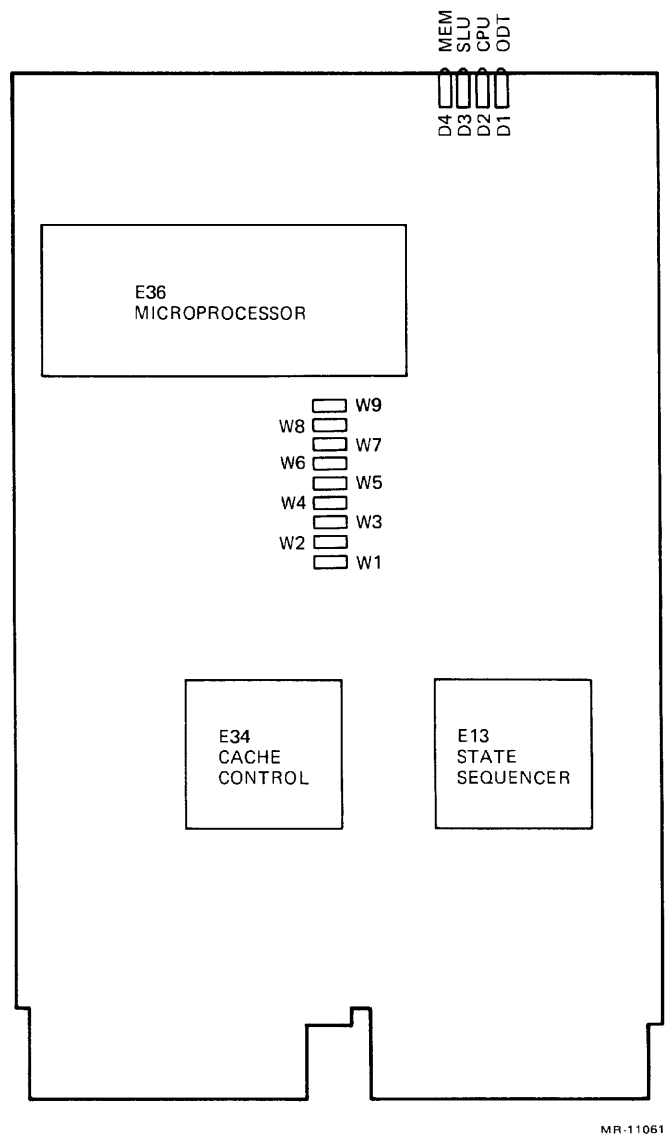 MEM
SLU
CPU
ODT
D4
D3
D2
D1
E36
MICROPROCESSOR
W9
W8
W7
W6
W5
W4
W3
W2
W1
E34
CACHE
CONTROL
E13
STATE
SEQUENCER
MR-11061